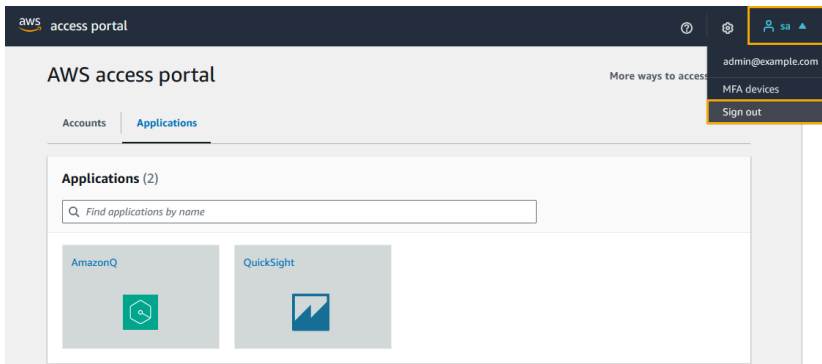 aws access portal
sa
admin@example.com
MFA devices
Sign out
AWS access portal
More ways to access
Accounts
Applications
Applications (2)
Find applications by name
AmazonQ
QuickSight